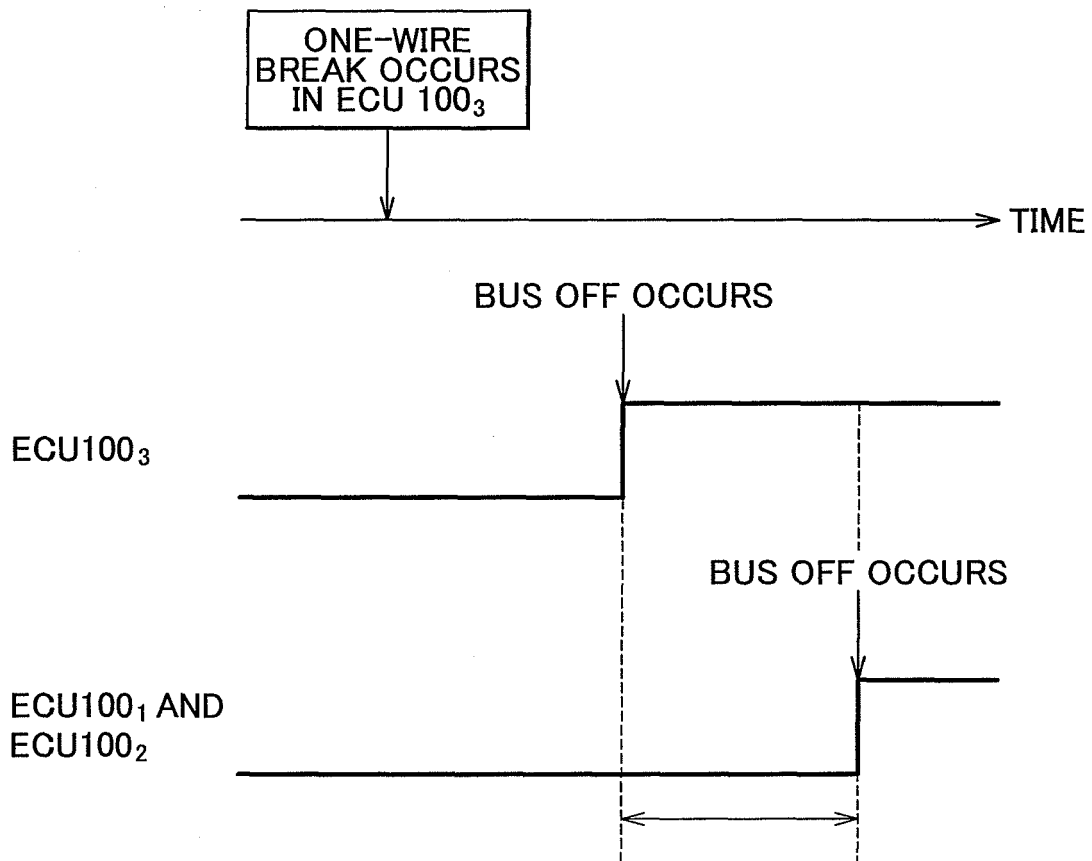 ONE-WIRE
BREAK OCCURS
IN ECU 100₃
TIME
BUS OFF OCCURS
ECU100₃
BUS OFF OCCURS
ECU100₁ AND
ECU100₂